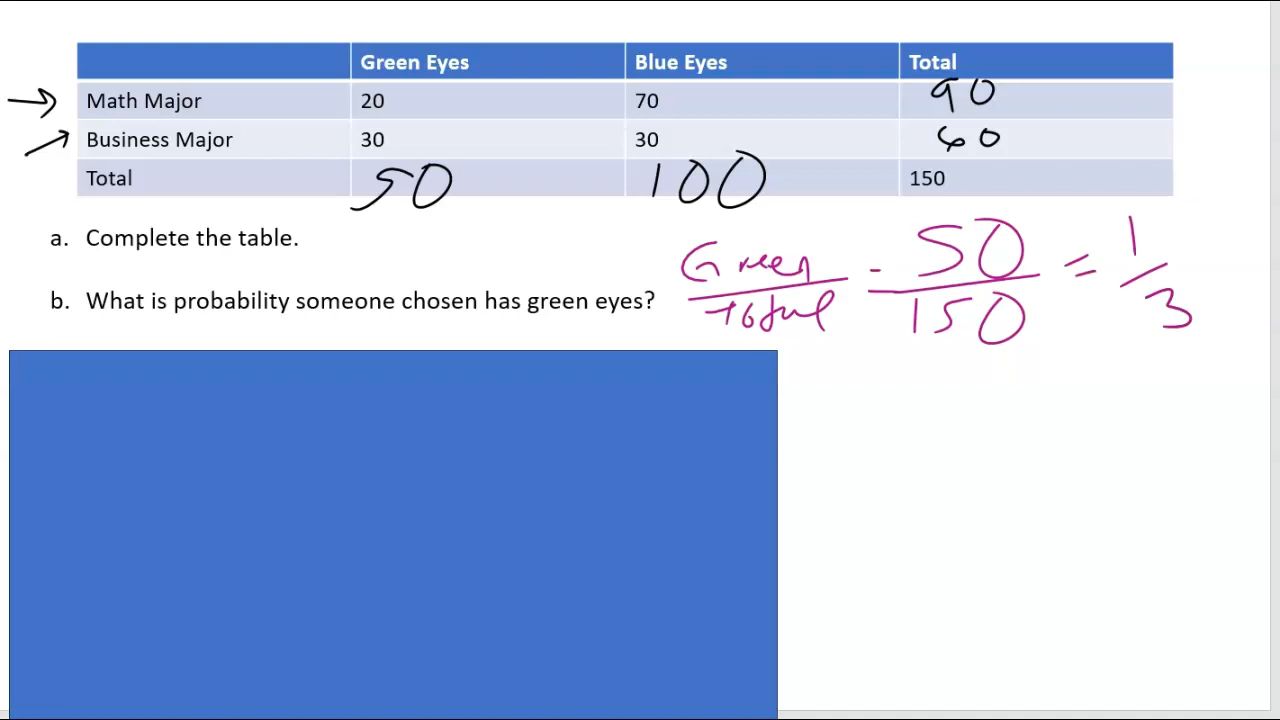 Green Eyes Blue Eyes Total
Math Major 20 70 90
Business Major 30 30 60
Total 50 100 150
a. Complete the table.
b. What is probability someone chosen has green eyes? Green/Total = 50/150 = 1/3